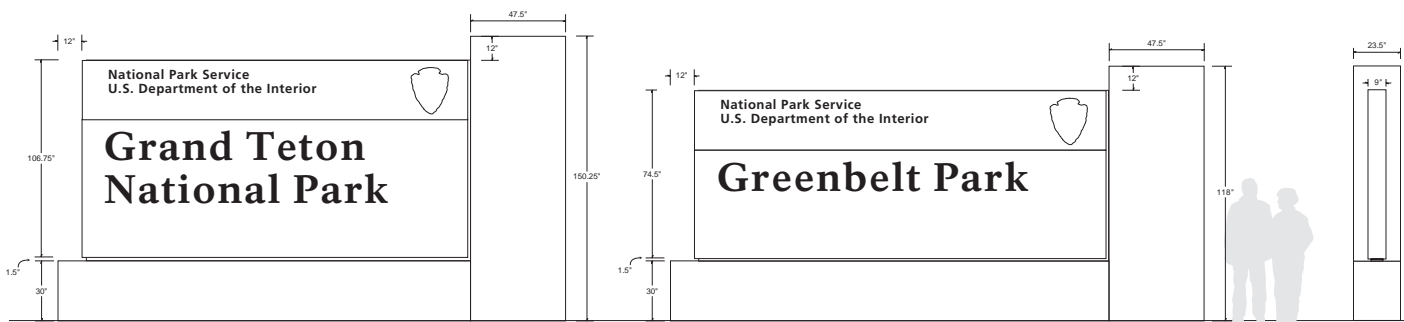 47.5"
12"
12"
National Park Service
U.S. Department of the Interior
Grand Teton
National Park
106.75"
150.25"
1.5"
30"
47.5"
12"
12"
National Park Service
U.S. Department of the Interior
Greenbelt Park
74.5"
118"
1.5"
30"
23.5"
9"